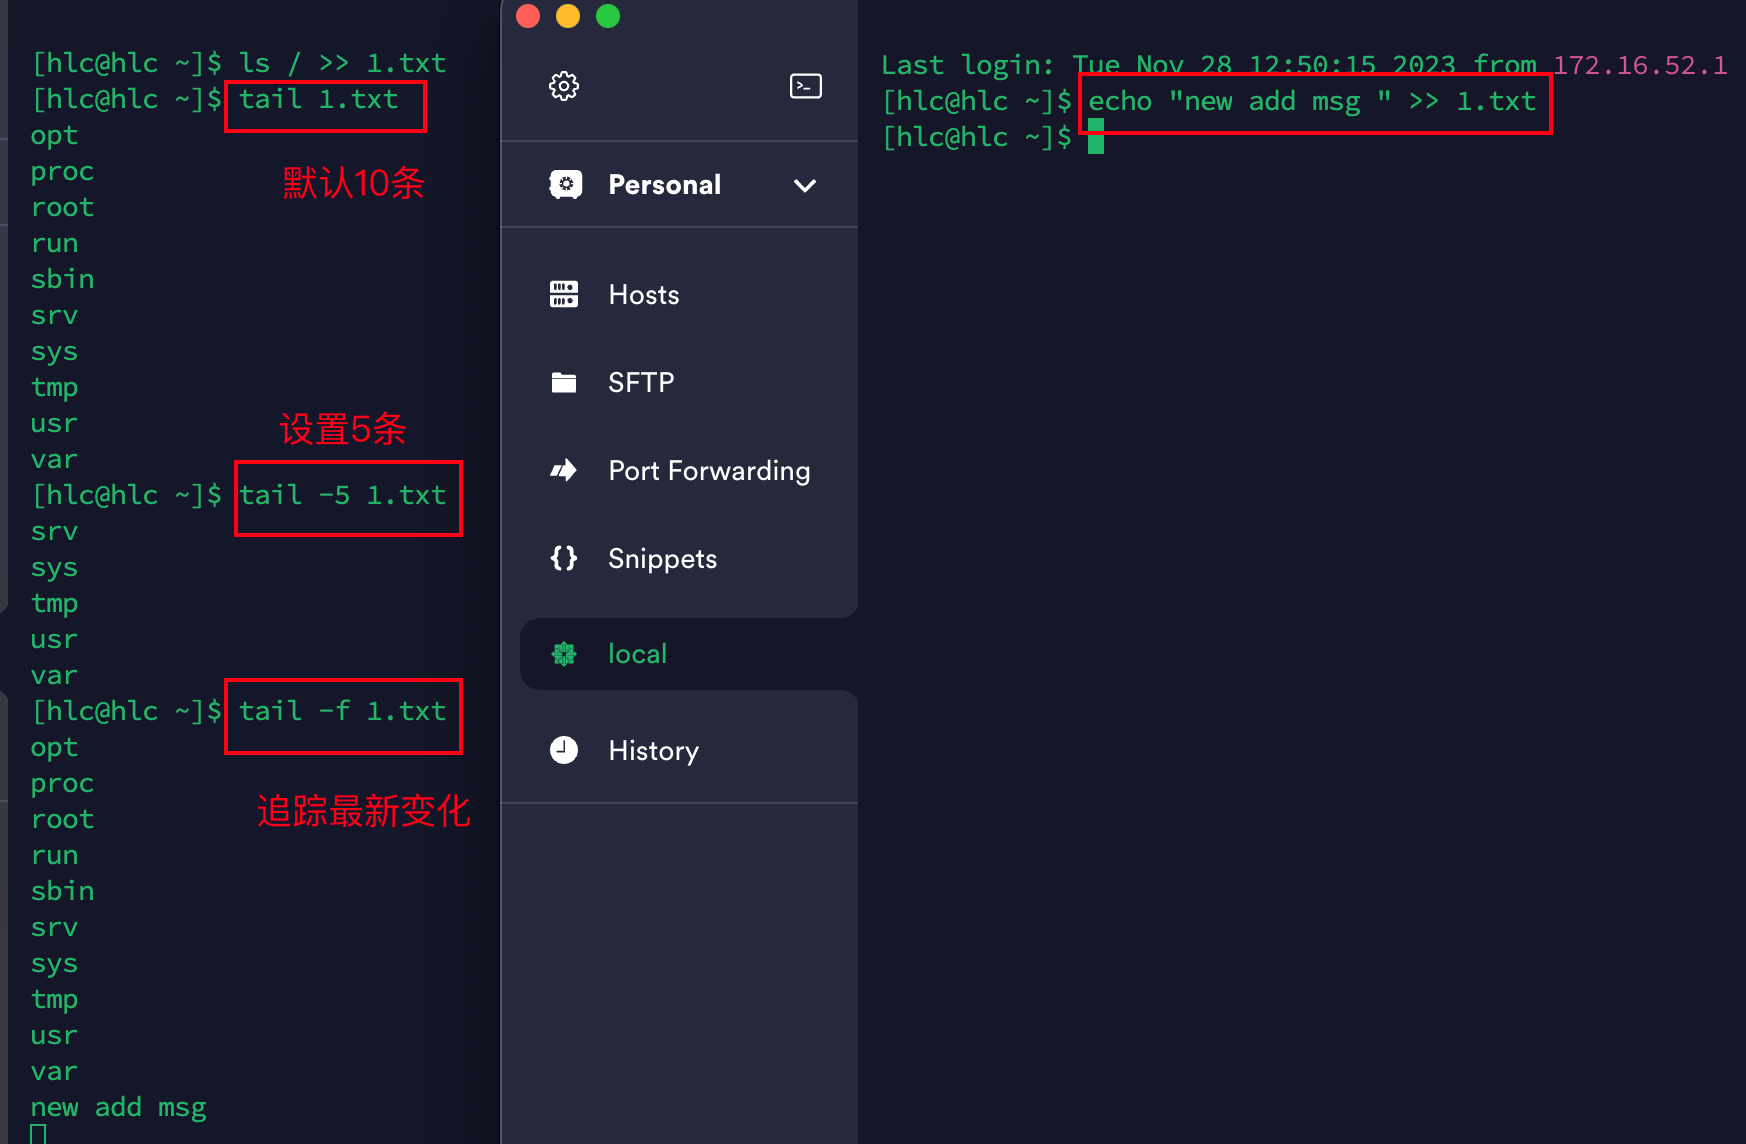 [hlc@hlc ~]$ ls / >> 1.txt
[hlc@hlc ~]$ tail 1.txt
opt
proc
默认10条
root
run
sbin
srv
sys
tmp
usr
设置5条
var
[hlc@hlc ~]$ tail -5 1.txt
srv
sys
tmp
usr
var
[hlc@hlc ~]$ tail -f 1.txt
opt
proc
追踪最新变化
root
run
sbin
srv
sys
tmp
usr
var
new add msg
Personal
Hosts
SFTP
Port Forwarding
Snippets
local
History
Last login: Tue Nov 28 12:50:15 2023 from 172.16.52.1
[hlc@hlc ~]$ echo "new add msg " >> 1.txt
[hlc@hlc ~]$